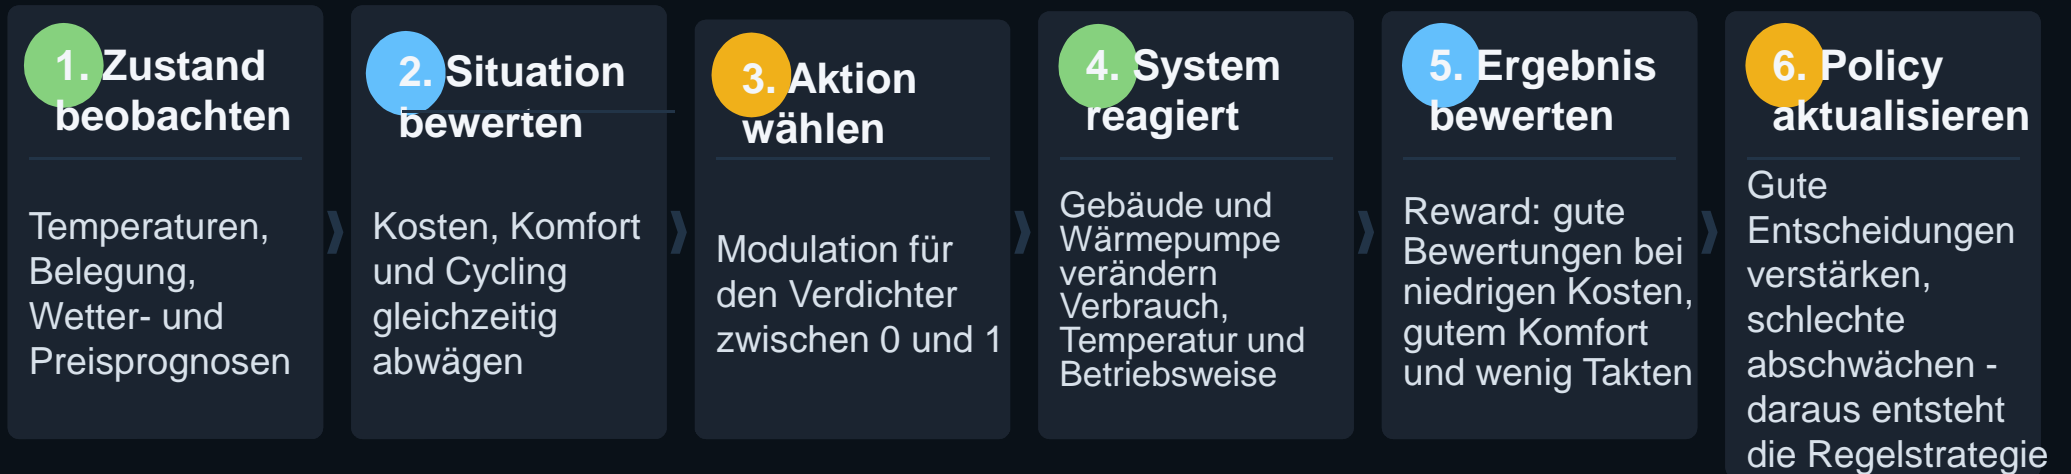 1. Zustand
beobachten
Temperaturen,
Belegung,
Wetter- und
Preisprognosen
2. Situation
bewerten
Kosten, Komfort
und Cycling
gleichzeitig
abwägen
3. Aktion
wählen
Modulation für
den Verdichter
zwischen 0 und 1
4. System
reagiert
Gebäude und
Wärmepumpe
verändern
Verbrauch,
Temperatur und
Betriebsweise
5. Ergebnis
bewerten
Reward: gute
Bewertungen bei
niedrigen Kosten,
gutem Komfort
und wenig Takten
6. Policy
aktualisieren
Gute
Entscheidungen
verstärken,
schlechte
abschwächen -
daraus entsteht
die Regelstrategie